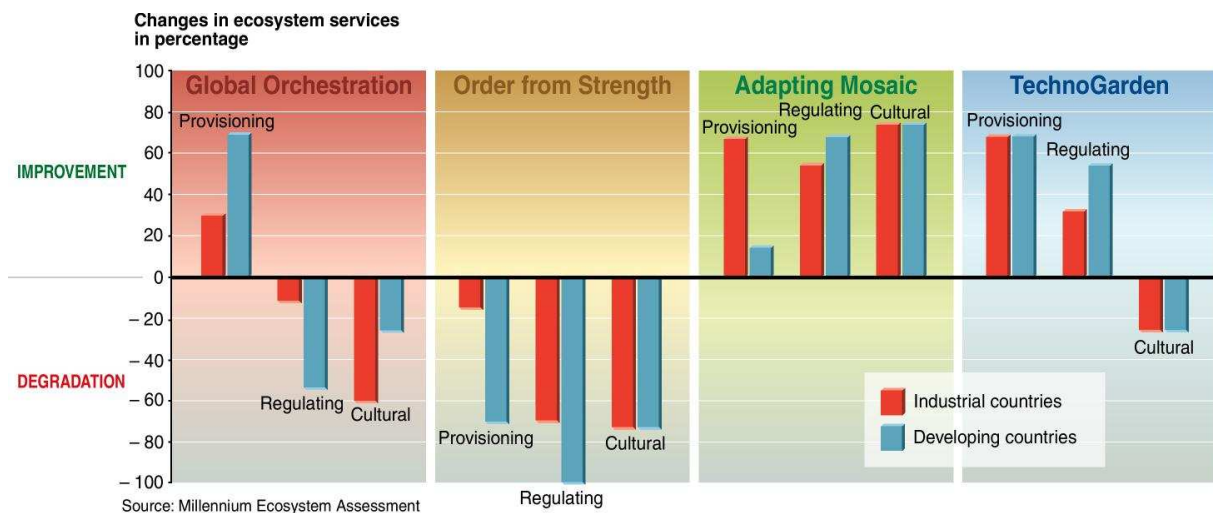 Changes in ecosystem services
in percentage
100
80
60
40
20
0
– 20
– 40
– 60
– 80
– 100
IMPROVEMENT
DEGRADATION
Global Orchestration
Provisioning
Regulating
Cultural
Order from Strength
Provisioning
Regulating
Cultural
Adapting Mosaic
Provisioning
Regulating
Cultural
TechnoGarden
Provisioning
Regulating
Cultural
Industrial countries
Developing countries
Source: Millennium Ecosystem Assessment